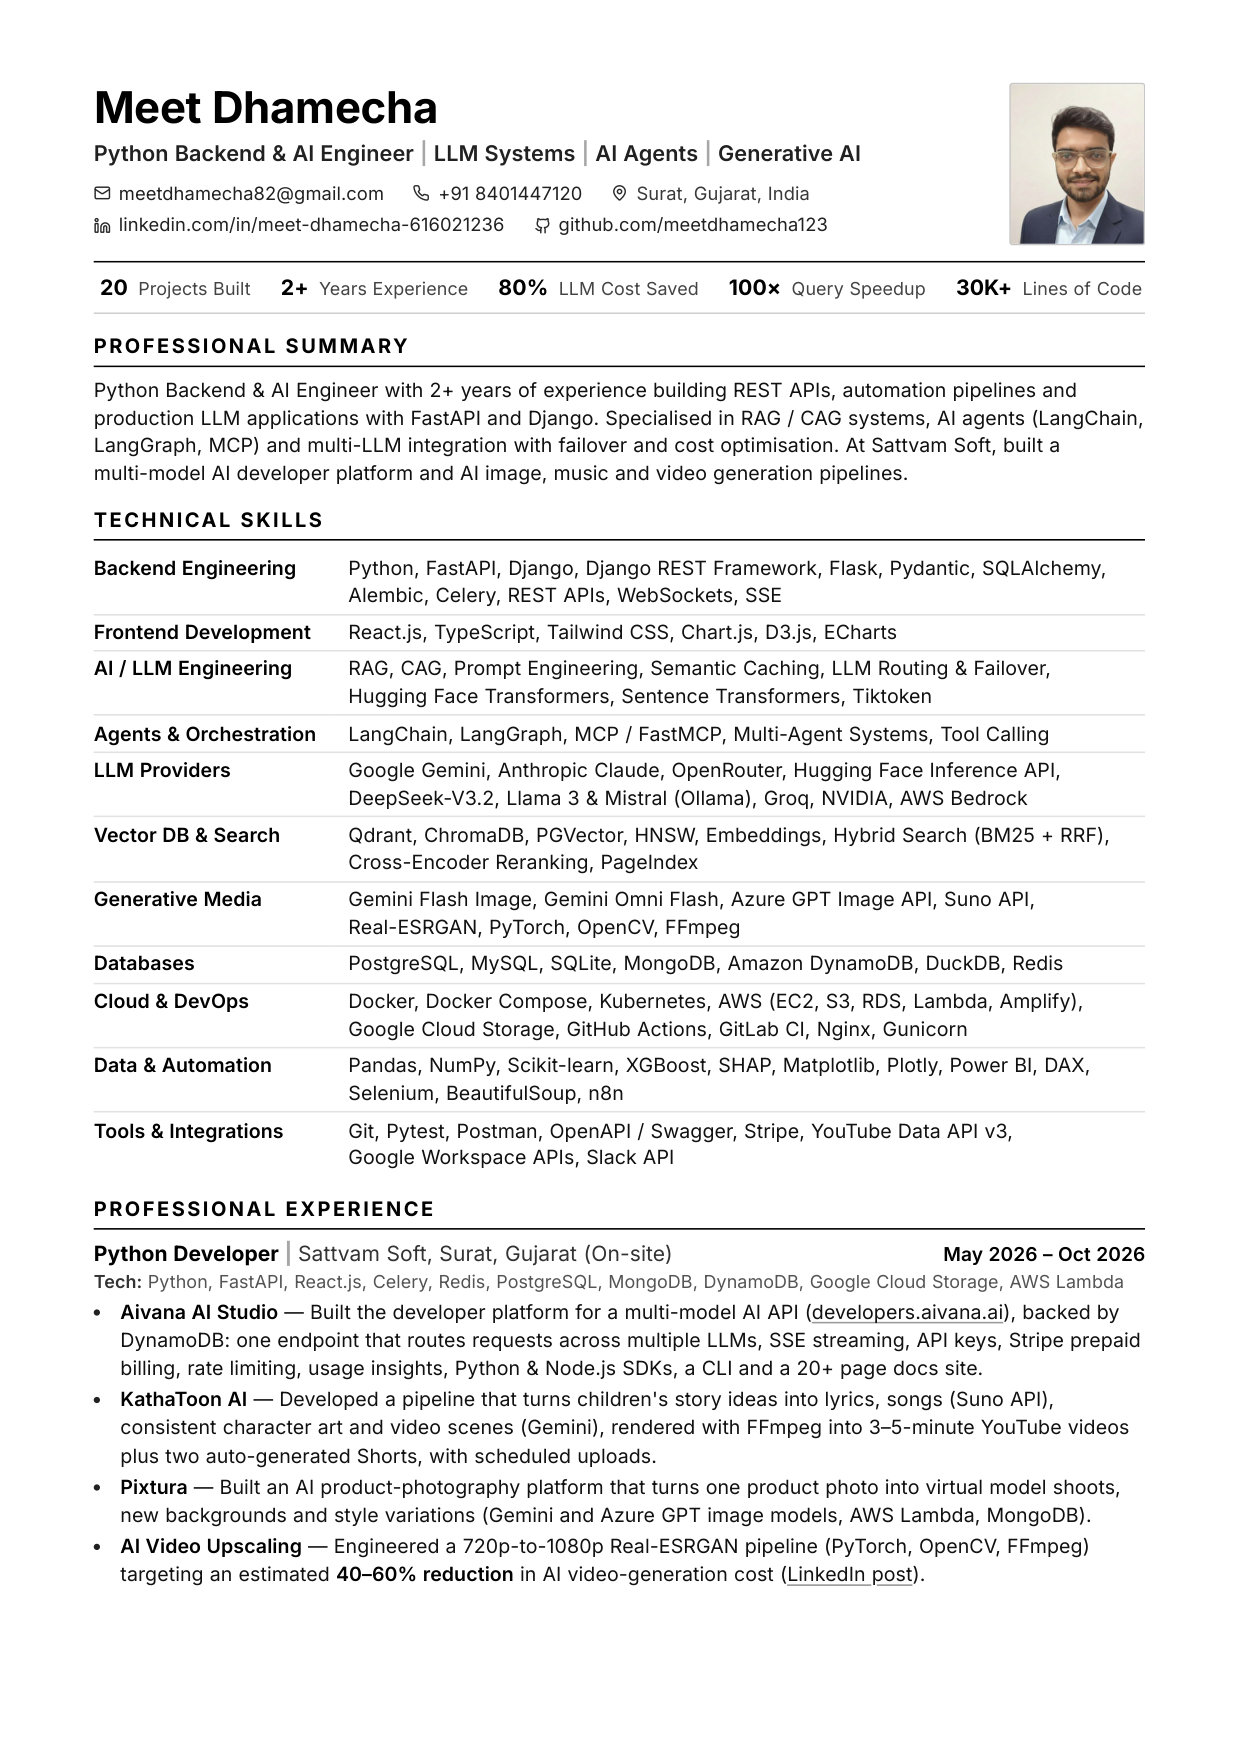 Meet Dhamecha
Python Backend & AI Engineer | LLM Systems | AI Agents | Generative AI
meetdhamecha82@gmail.com +91 8401447120 Surat, Gujarat, India
linkedin.com/in/meet-dhamecha-616021236 github.com/meetdhamecha123
20 Projects Built 2+ Years Experience 80% LLM Cost Saved 100× Query Speedup 30K+ Lines of Code
PROFESSIONAL SUMMARY
Python Backend & AI Engineer with 2+ years of experience building REST APIs, automation pipelines and
production LLM applications with FastAPI and Django. Specialised in RAG / CAG systems, AI agents (LangChain,
LangGraph, MCP) and multi-LLM integration with failover and cost optimisation. At Sattvam Soft, built a
multi-model AI developer platform and AI image, music and video generation pipelines.
TECHNICAL SKILLS
Backend Engineering Python, FastAPI, Django, Django REST Framework, Flask, Pydantic, SQLAlchemy,
Alembic, Celery, REST APIs, WebSockets, SSE
Frontend Development React.js, TypeScript, Tailwind CSS, Chart.js, D3.js, ECharts
AI / LLM Engineering RAG, CAG, Prompt Engineering, Semantic Caching, LLM Routing & Failover,
Hugging Face Transformers, Sentence Transformers, Tiktoken
Agents & Orchestration LangChain, LangGraph, MCP / FastMCP, Multi-Agent Systems, Tool Calling
LLM Providers Google Gemini, Anthropic Claude, OpenRouter, Hugging Face Inference API,
DeepSeek-V3.2, Llama 3 & Mistral (Ollama), Groq, NVIDIA, AWS Bedrock
Vector DB & Search Qdrant, ChromaDB, PGVector, HNSW, Embeddings, Hybrid Search (BM25 + RRF),
Cross-Encoder Reranking, PageIndex
Generative Media Gemini Flash Image, Gemini Omni Flash, Azure GPT Image API, Suno API,
Real-ESRGAN, PyTorch, OpenCV, FFmpeg
Databases PostgreSQL, MySQL, SQLite, MongoDB, Amazon DynamoDB, DuckDB, Redis
Cloud & DevOps Docker, Docker Compose, Kubernetes, AWS (EC2, S3, RDS, Lambda, Amplify),
Google Cloud Storage, GitHub Actions, GitLab CI, Nginx, Gunicorn
Data & Automation Pandas, NumPy, Scikit-learn, XGBoost, SHAP, Matplotlib, Plotly, Power BI, DAX,
Selenium, BeautifulSoup, n8n
Tools & Integrations Git, Pytest, Postman, OpenAPI / Swagger, Stripe, YouTube Data API v3,
Google Workspace APIs, Slack API
PROFESSIONAL EXPERIENCE
Python Developer | Sattvam Soft, Surat, Gujarat (On-site) May 2026 – Oct 2026
Tech: Python, FastAPI, React.js, Celery, Redis, PostgreSQL, MongoDB, DynamoDB, Google Cloud Storage, AWS Lambda
• Aivana AI Studio — Built the developer platform for a multi-model AI API (developers.aivana.ai), backed by
DynamoDB: one endpoint that routes requests across multiple LLMs, SSE streaming, API keys, Stripe prepaid
billing, rate limiting, usage insights, Python & Node.js SDKs, a CLI and a 20+ page docs site.
• KathaToon AI — Developed a pipeline that turns children's story ideas into lyrics, songs (Suno API),
consistent character art and video scenes (Gemini), rendered with FFmpeg into 3–5-minute YouTube videos
plus two auto-generated Shorts, with scheduled uploads.
• Pixtura — Built an AI product-photography platform that turns one product photo into virtual model shoots,
new backgrounds and style variations (Gemini and Azure GPT image models, AWS Lambda, MongoDB).
• AI Video Upscaling — Engineered a 720p-to-1080p Real-ESRGAN pipeline (PyTorch, OpenCV, FFmpeg)
targeting an estimated 40–60% reduction in AI video-generation cost (LinkedIn post).